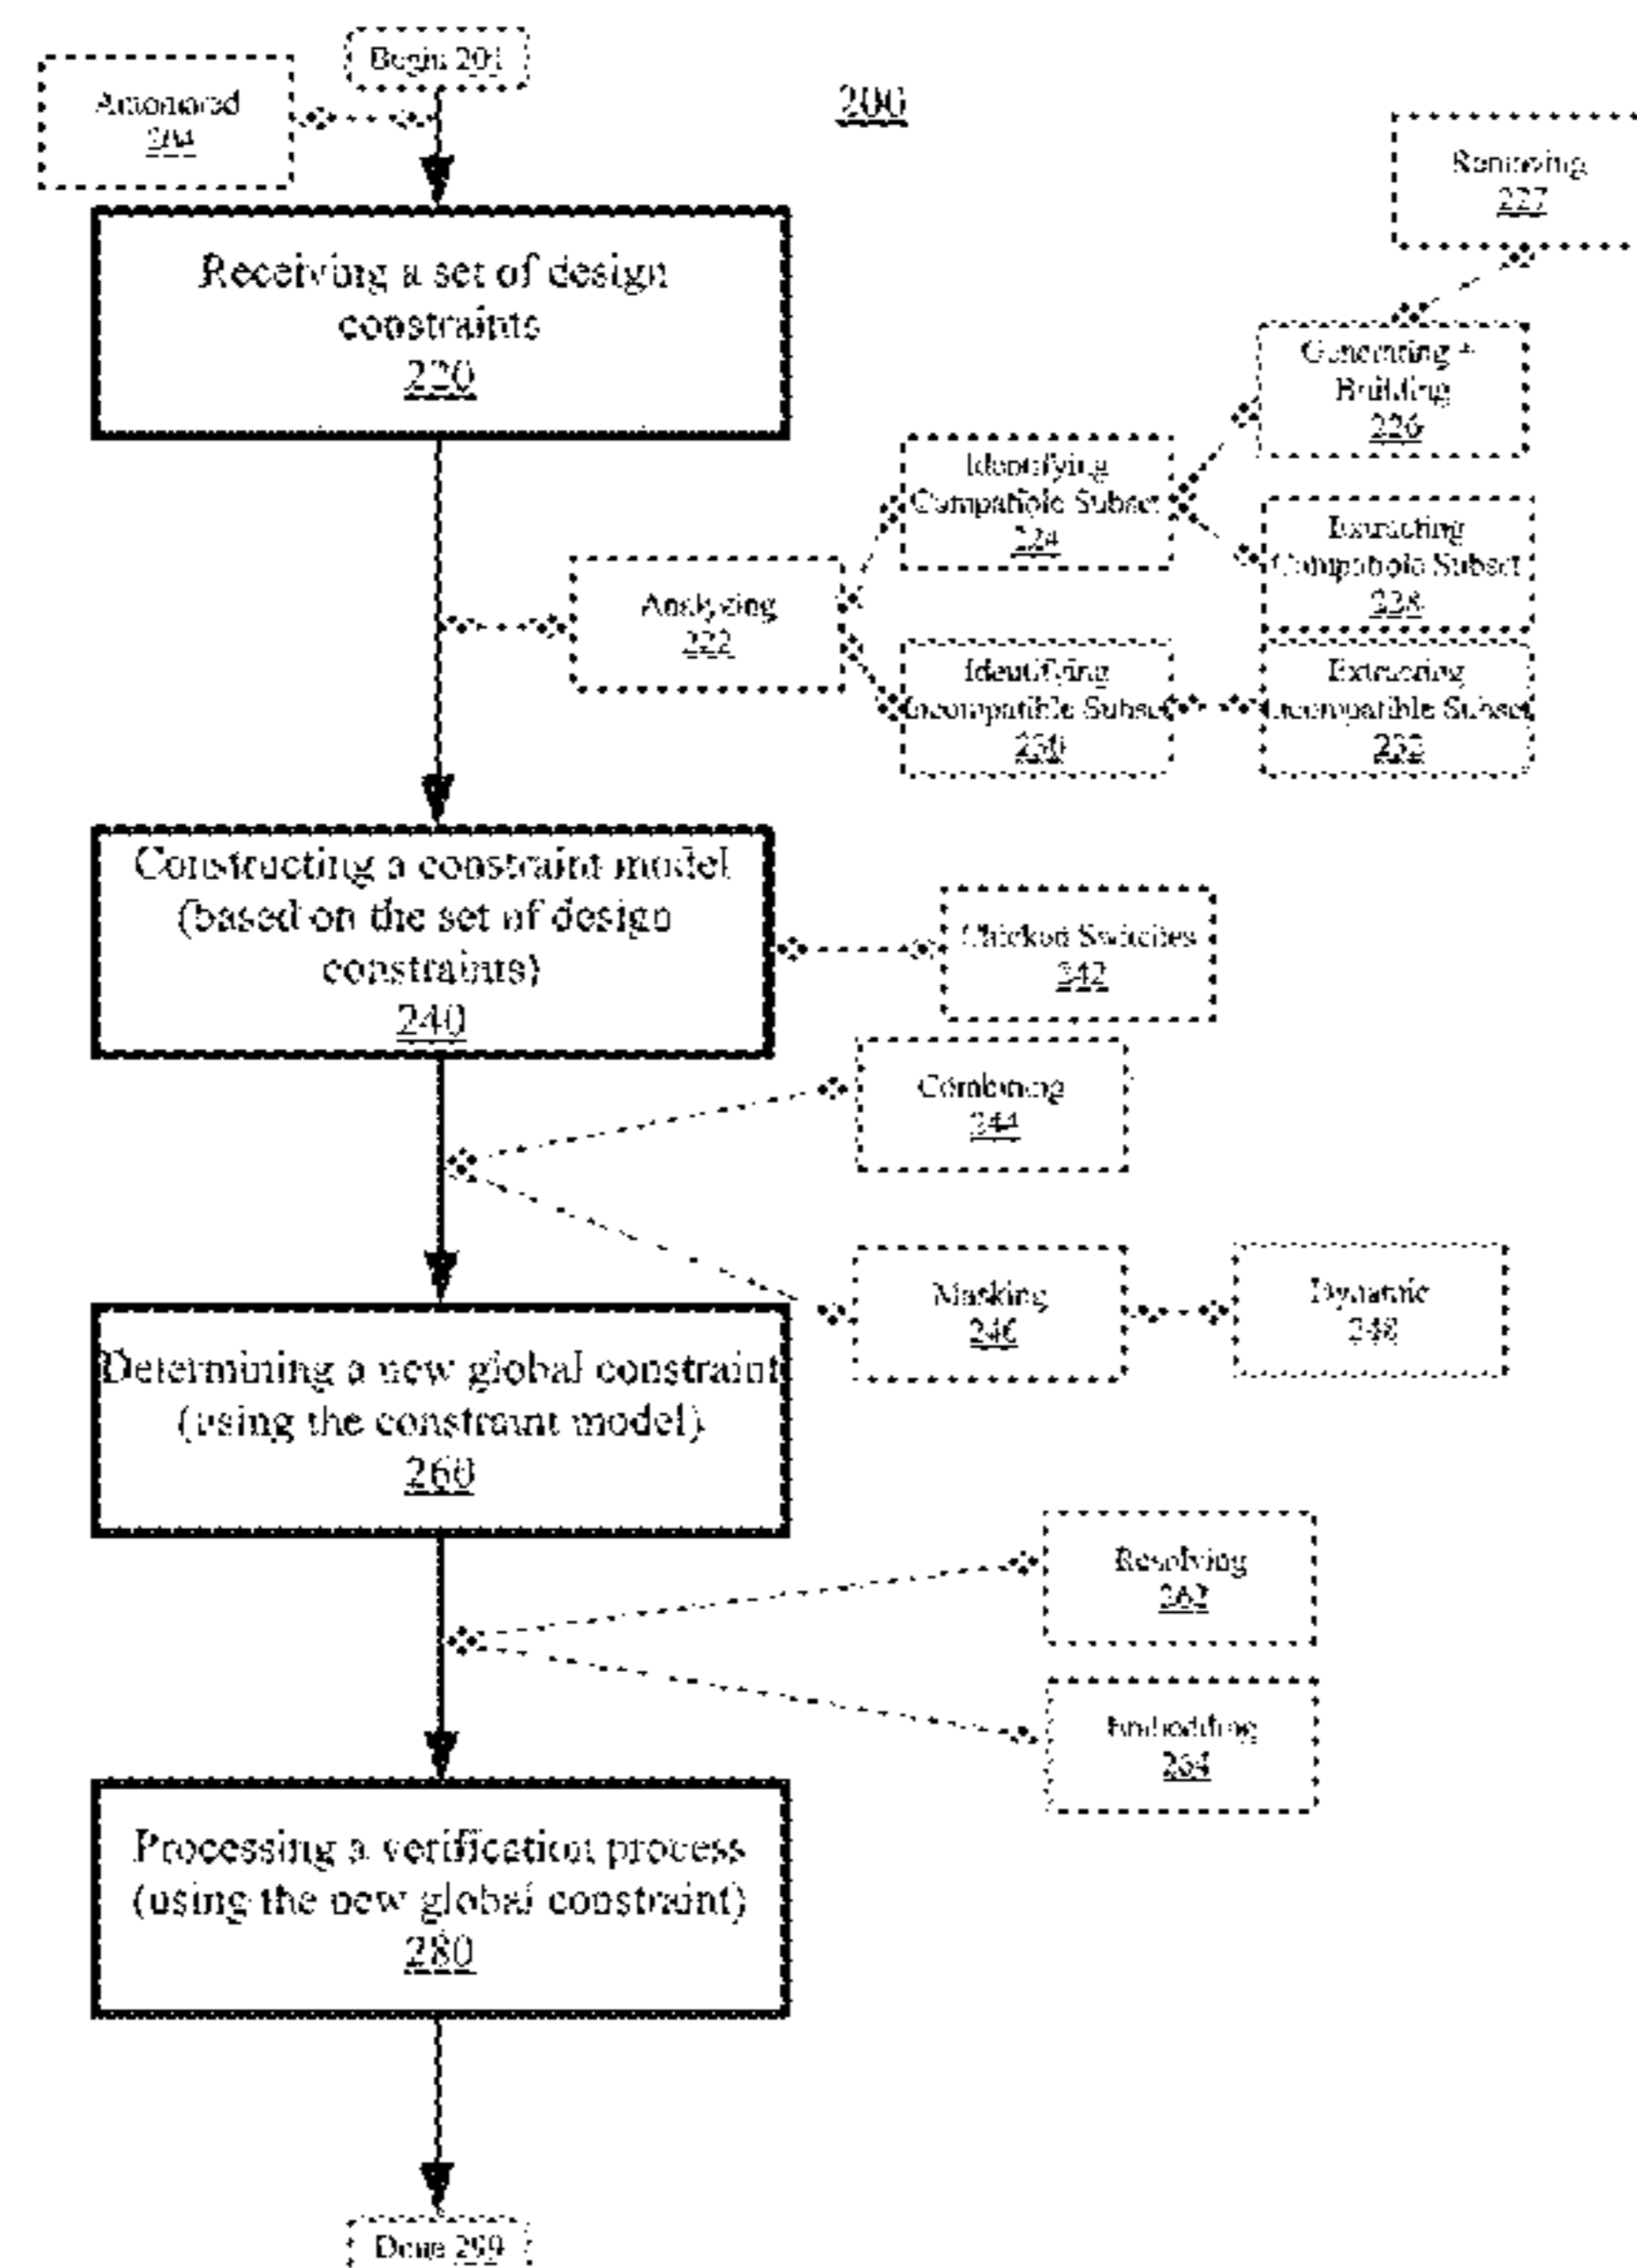 Begin 201
Automated
204
200
Removing
227
Receiving a set of design
constraints
220
Generating +
Building
226
Identifying
Compatible Subset
224
Extracting
Compatible Subset
228
Analyzing
222
Identifying
Incompatible Subset
230
Extracting
Incompatible Subset
232
Constructing a constraint model
(based on the set of design
constraints)
240
Chicken Switches
242
Combining
244
Masking
246
Dynamic
248
Determining a new global constraint
(using the constraint model)
260
Resolving
262
Embedding
264
Processing a verification process
(using the new global constraint)
280
Done 299